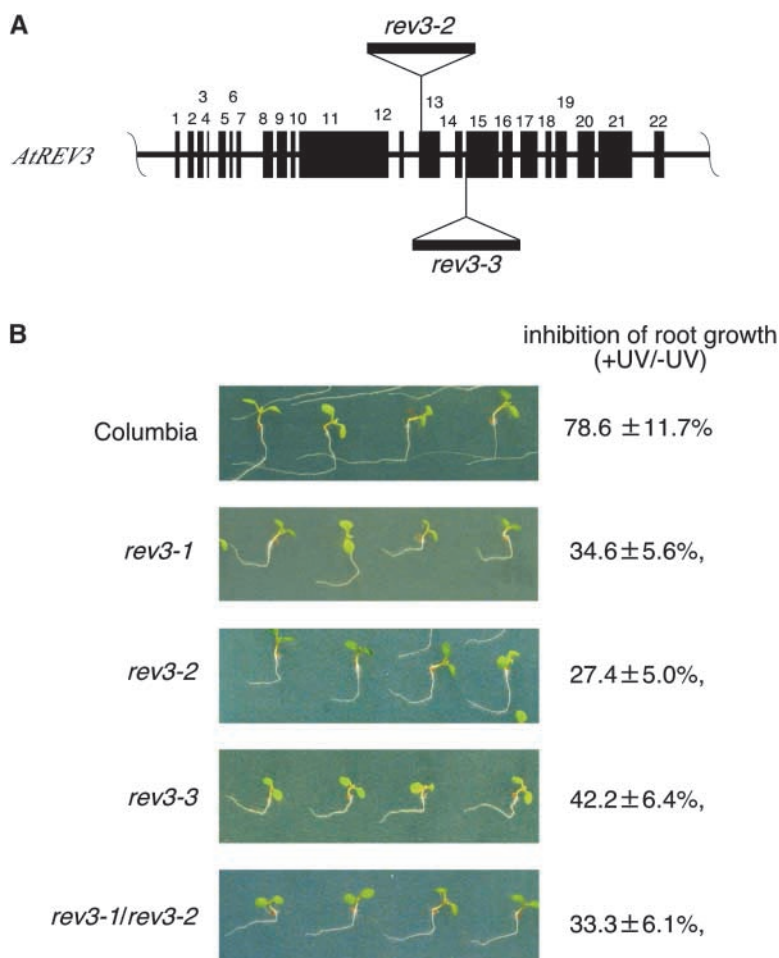 A
rev3-2
3 6 19
1 2 4 5 7 8 9 10 11 12 13 14 15 16 17 18 20 21 22
AtREV3
rev3-3
B
inhibition of root growth
(+UV/-UV)
Columbia 78.6 ±11.7%
rev3-1 34.6±5.6%,
rev3-2 27.4±5.0%,
rev3-3 42.2±6.4%,
rev3-1/rev3-2 33.3±6.1%,